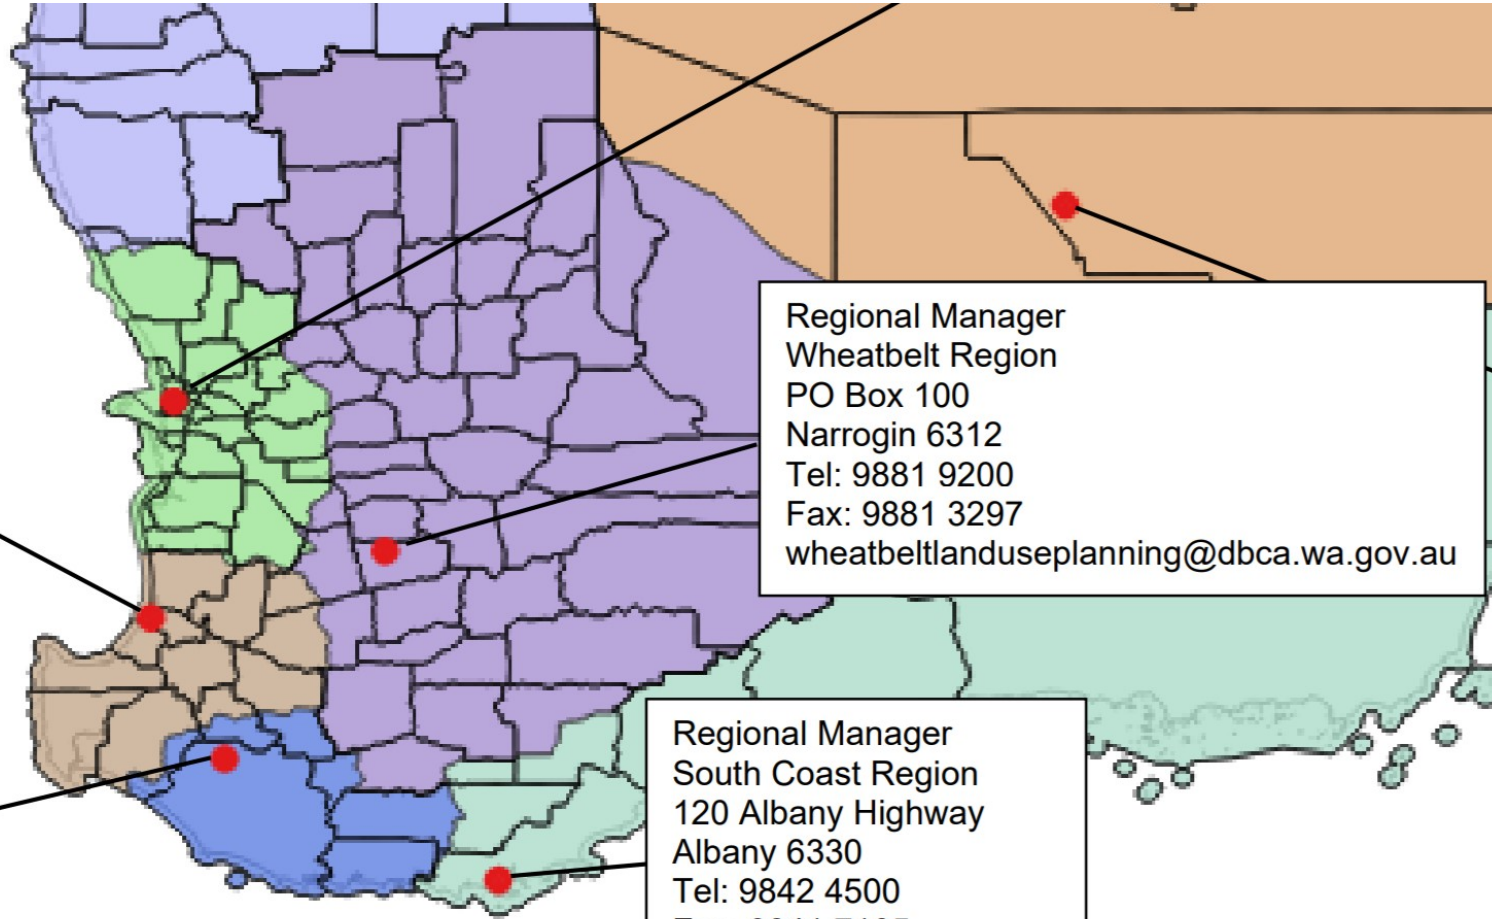 Regional Manager
Wheatbelt Region
PO Box 100
Narrogin 6312
Tel: 9881 9200
Fax: 9881 3297
wheatbeltlanduseplanning@dbca.wa.gov.au
Regional Manager
South Coast Region
120 Albany Highway
Albany 6330
Tel: 9842 4500